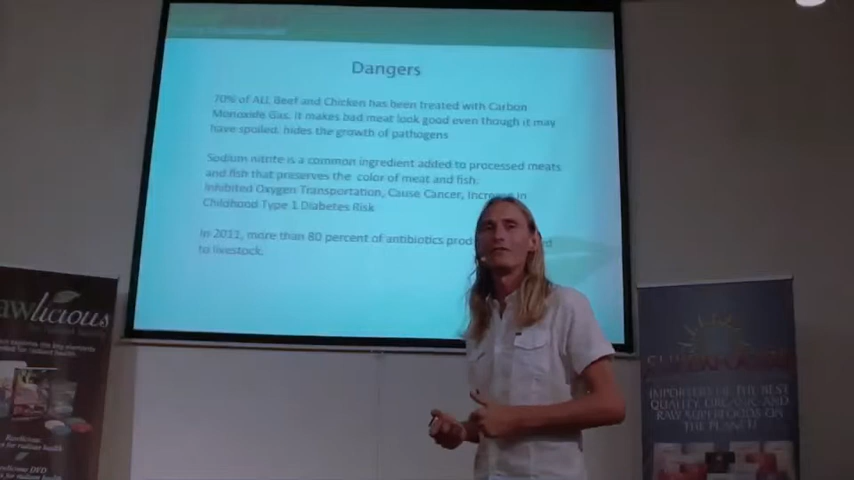 Dangers
70% of ALL Beef and Chicken has been treated with Carbon
Monoxide Gas. It makes bad meat look good even though it may
have spoiled. hides the growth of pathogens.
Sodium nitrite is a common ingredient added to processed meats
and fish that preserves the color of meat and fish.
Inhibited Oxygen Transportation, Cause Cancer, Increase in
Childhood Type 1 Diabetes Risk
In 2011, more than 80 percent of antibiotics
to livestock.
awlicious
for radiant health
DVD
IMPORTERS OF THE BEST
QUALITY, ORGANIC AND
RAW SUPERFOODS ON
THE PLANET!